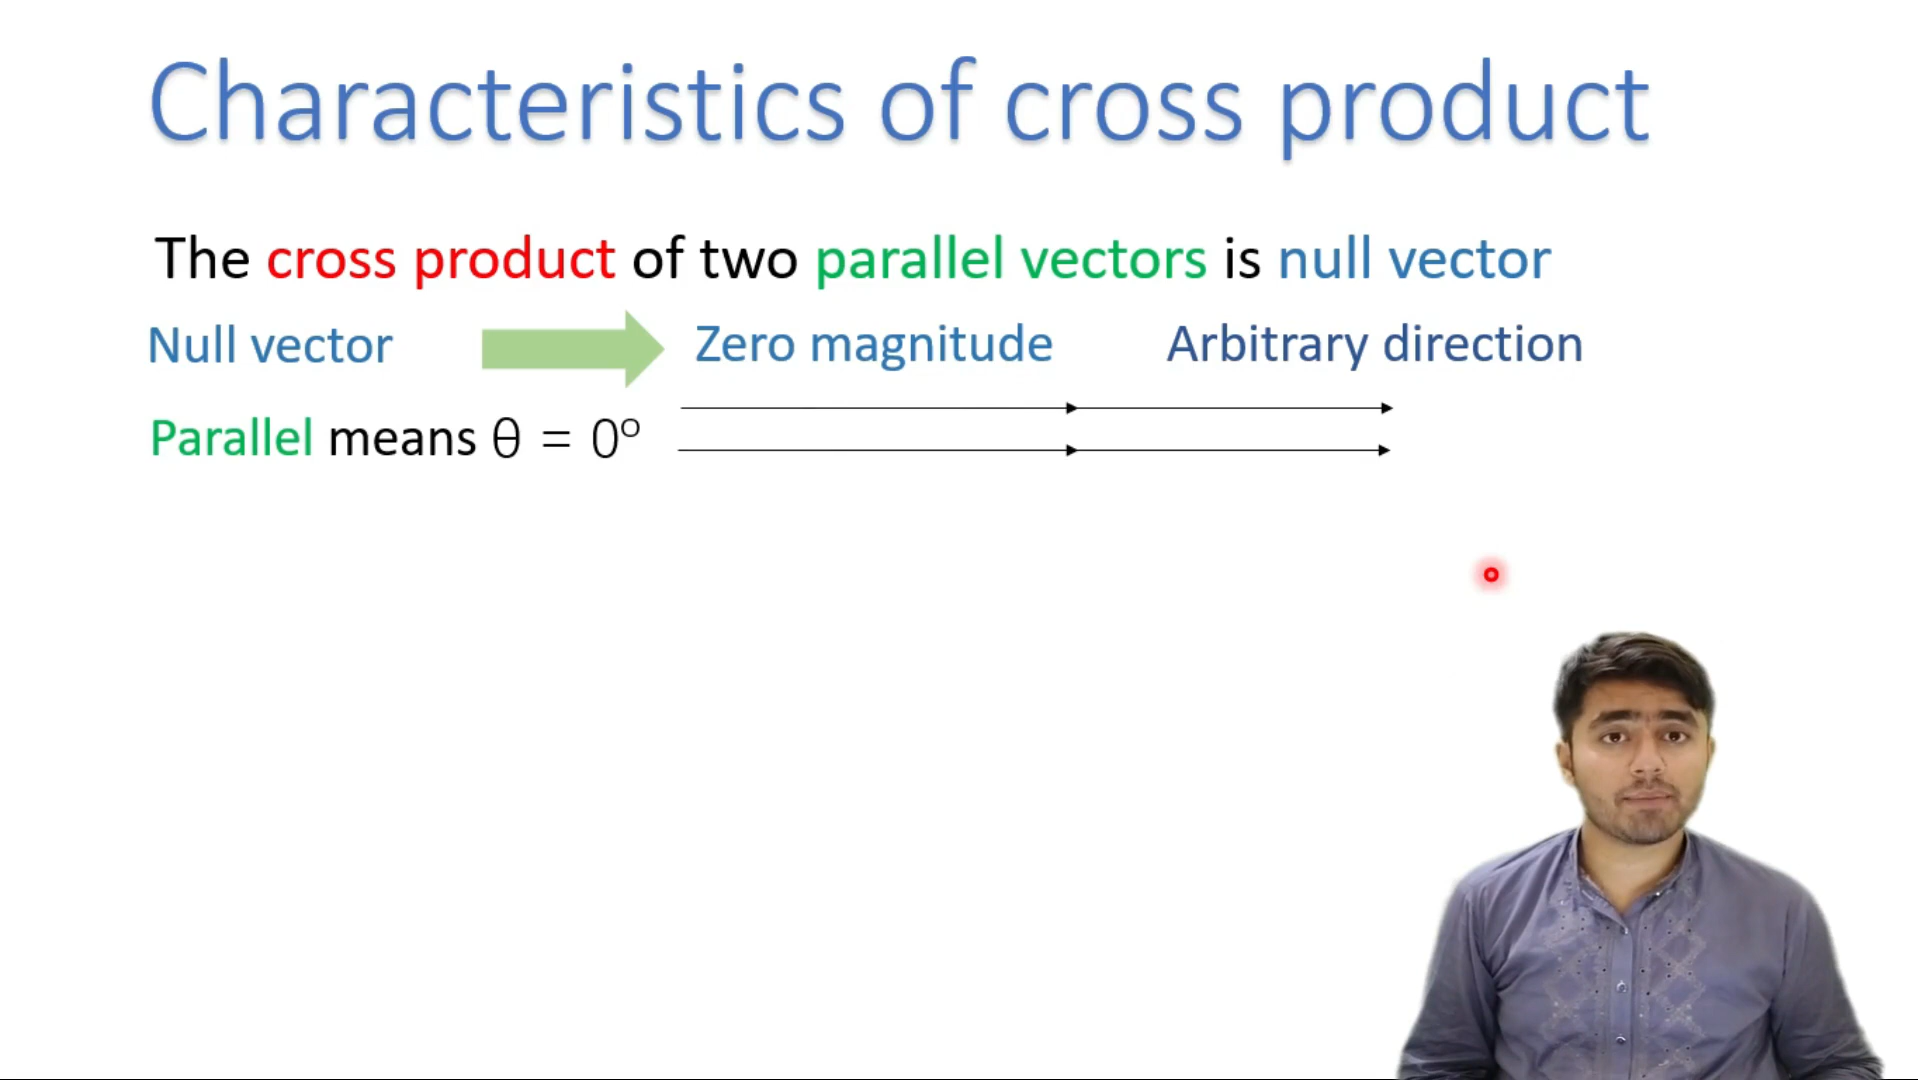 Characteristics of cross product
The cross product of two parallel vectors is null vector
Null vector Zero magnitude Arbitrary direction
Parallel means θ = 0º